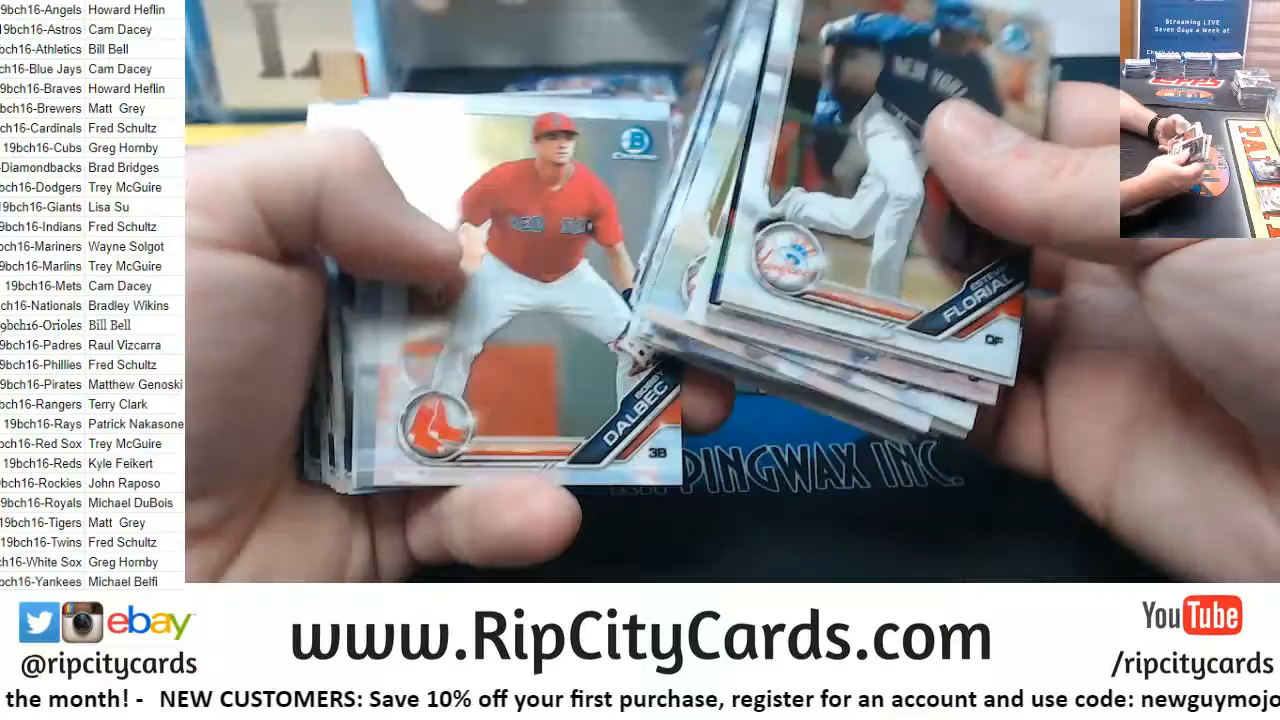 9bch16-Angels Howard Heflin
19bch16-Astros Cam Dacey
9bch16-Athletics Bill Bell
ch16-Blue Jays Cam Dacey
9bch16-Braves Howard Heflin
bch16-Brewers Matt Grey
ch16-Cardinals Fred Schultz
19bch16-Cubs Greg Hornby
-Diamondbacks Brad Bridges
bch16-Dodgers Trey McGuire
19bch16-Giants Lisa Su
bch16-Indians Fred Schultz
ch16-Mariners Wayne Solgot
bch16-Marlins Trey McGuire
19bch16-Mets Cam Dacey
ch16-Nationals Bradley Wikins
9bch16-Orioles Bill Bell
bch16-Padres Raul Vizcarra
bch16-Phillies Fred Schultz
9bch16-Pirates Matthew Genoski
bch16-Rangers Terry Clark
19bch16-Rays Patrick Nakasone
ch16-Red Sox Trey McGuire
19bch16-Reds Kyle Feikert
bch16-Rockies John Raposo
9bch16-Royals Michael DuBois
19bch16-Tigers Matt Grey
19bch16-Twins Fred Schultz
h16-White Sox Greg Hornby
bch16-Yankees Michael Belfi
Streaming LIVE
Seven Days a Week at
NEW YORK
ESTEVAN
FLORIAL
OF
B
RED SOX
BOBBY
DALBEC
3B
PPINGWAX INC.
ebay
@ripcitycards
www.RipCityCards.com
YouTube
/ripcitycards
the month! - NEW CUSTOMERS: Save 10% off your first purchase, register for an account and use code: newguymojo